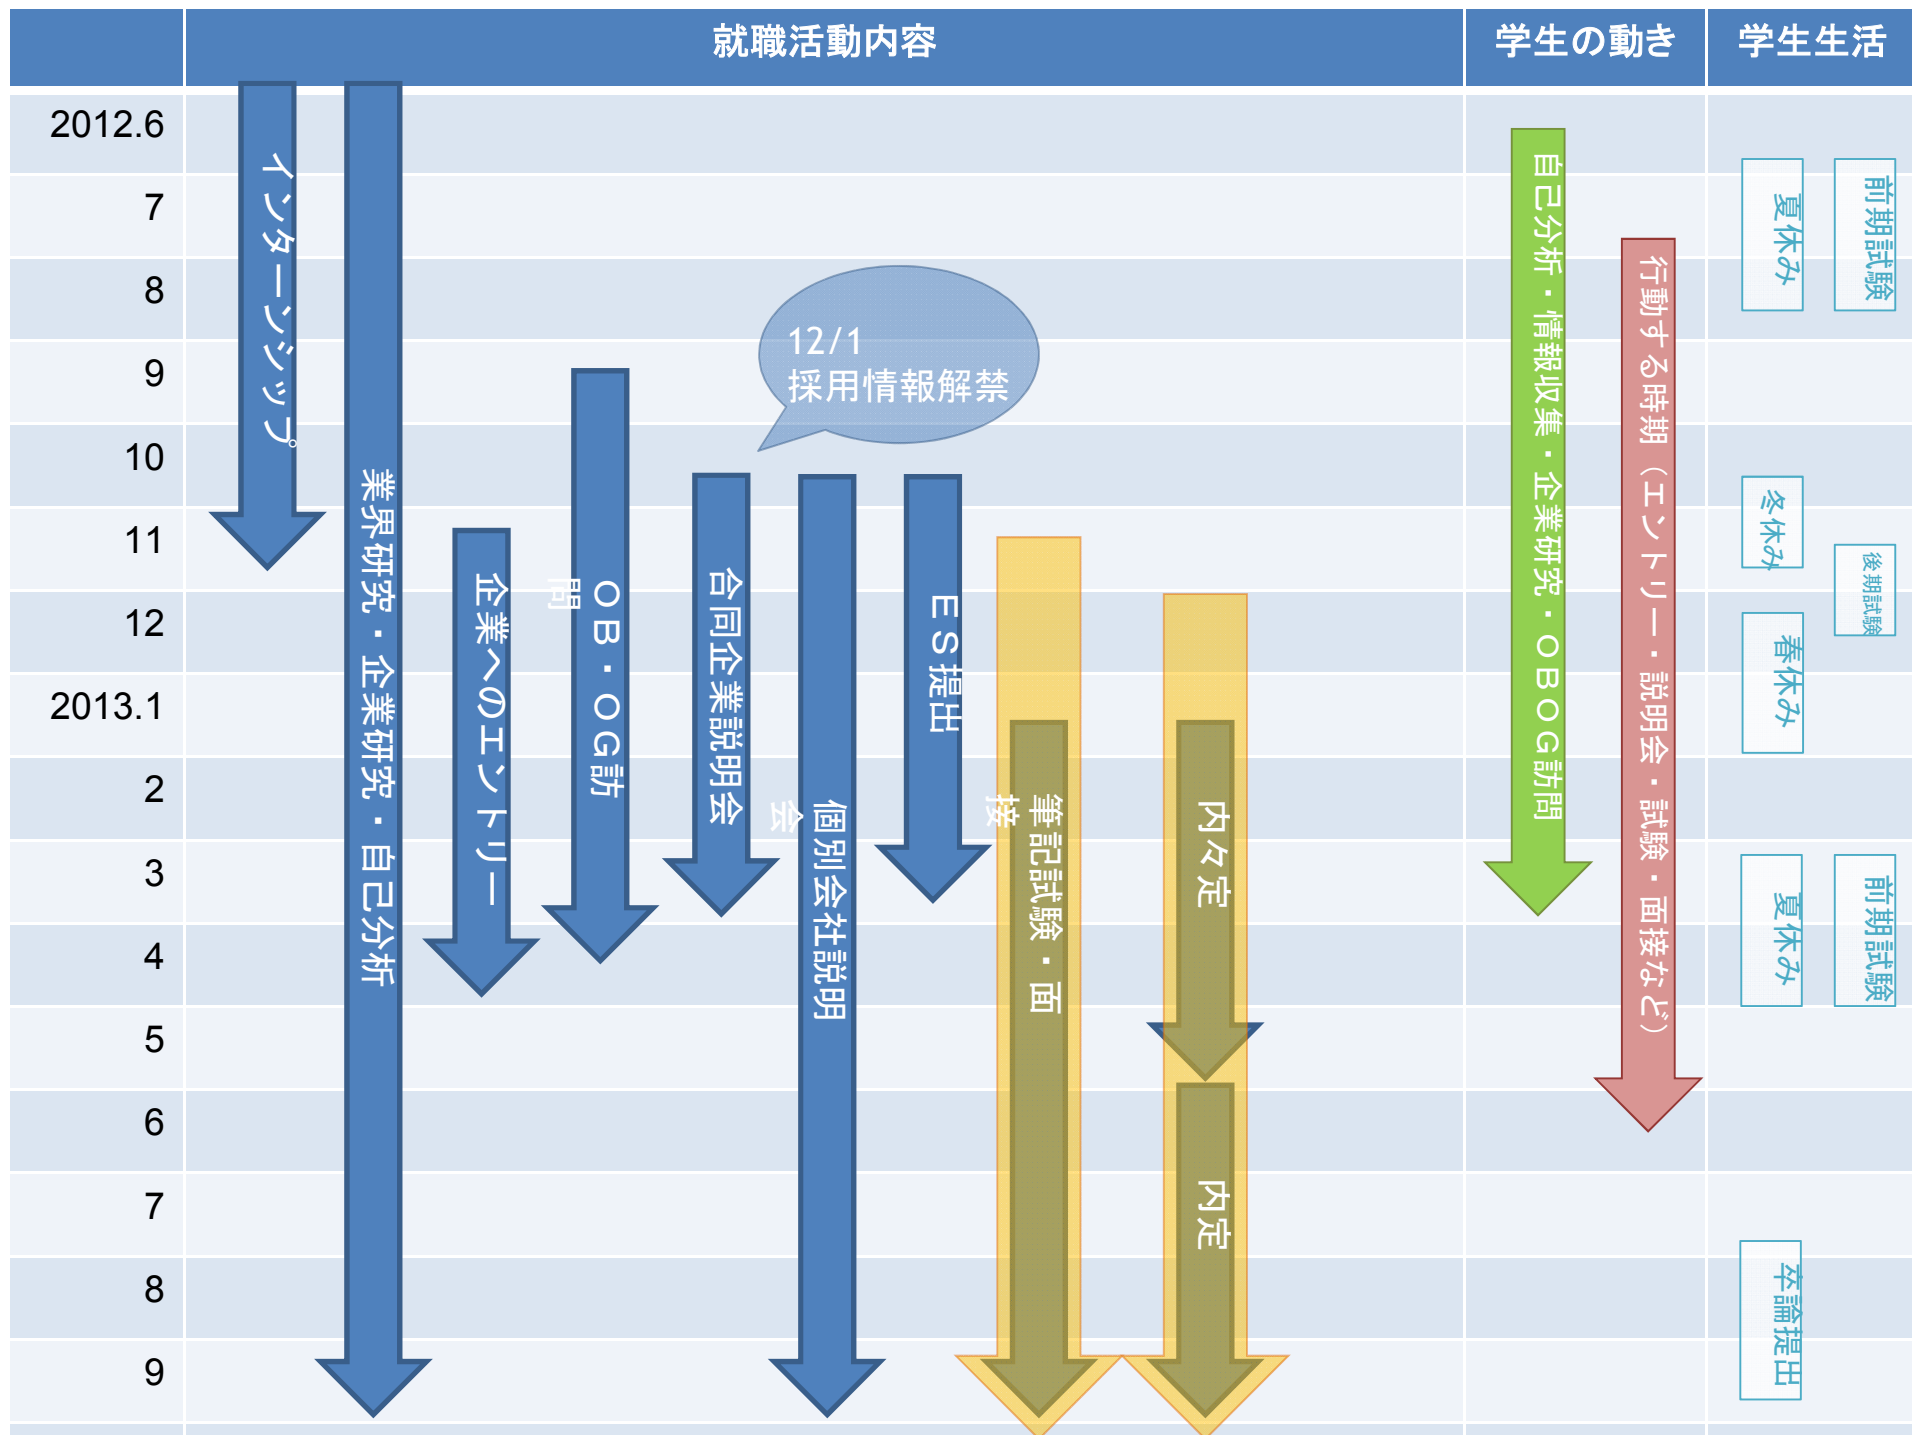 就職活動内容
学生の動き
学生生活
2012.6
7
8
9
10
11
12
2013.1
2
3
4
5
6
7
8
9
インターンシップ
業界研究・企業研究・自己分析
企業へのエントリー
ＯＢ・ＯＧ訪
問
合同企業説明会
12/1
採用情報解禁
個別会社説明
会
ＥＳ提出
筆記試験・面
接
内々定
内定
自己分析・情報収集・企業研究・ＯＢＯＧ訪問
行動する時期（エントリー・説明会・試験・面接など）
前期試験
夏休み
冬休み
後期試験
春休み
前期試験
夏休み
卒論提出